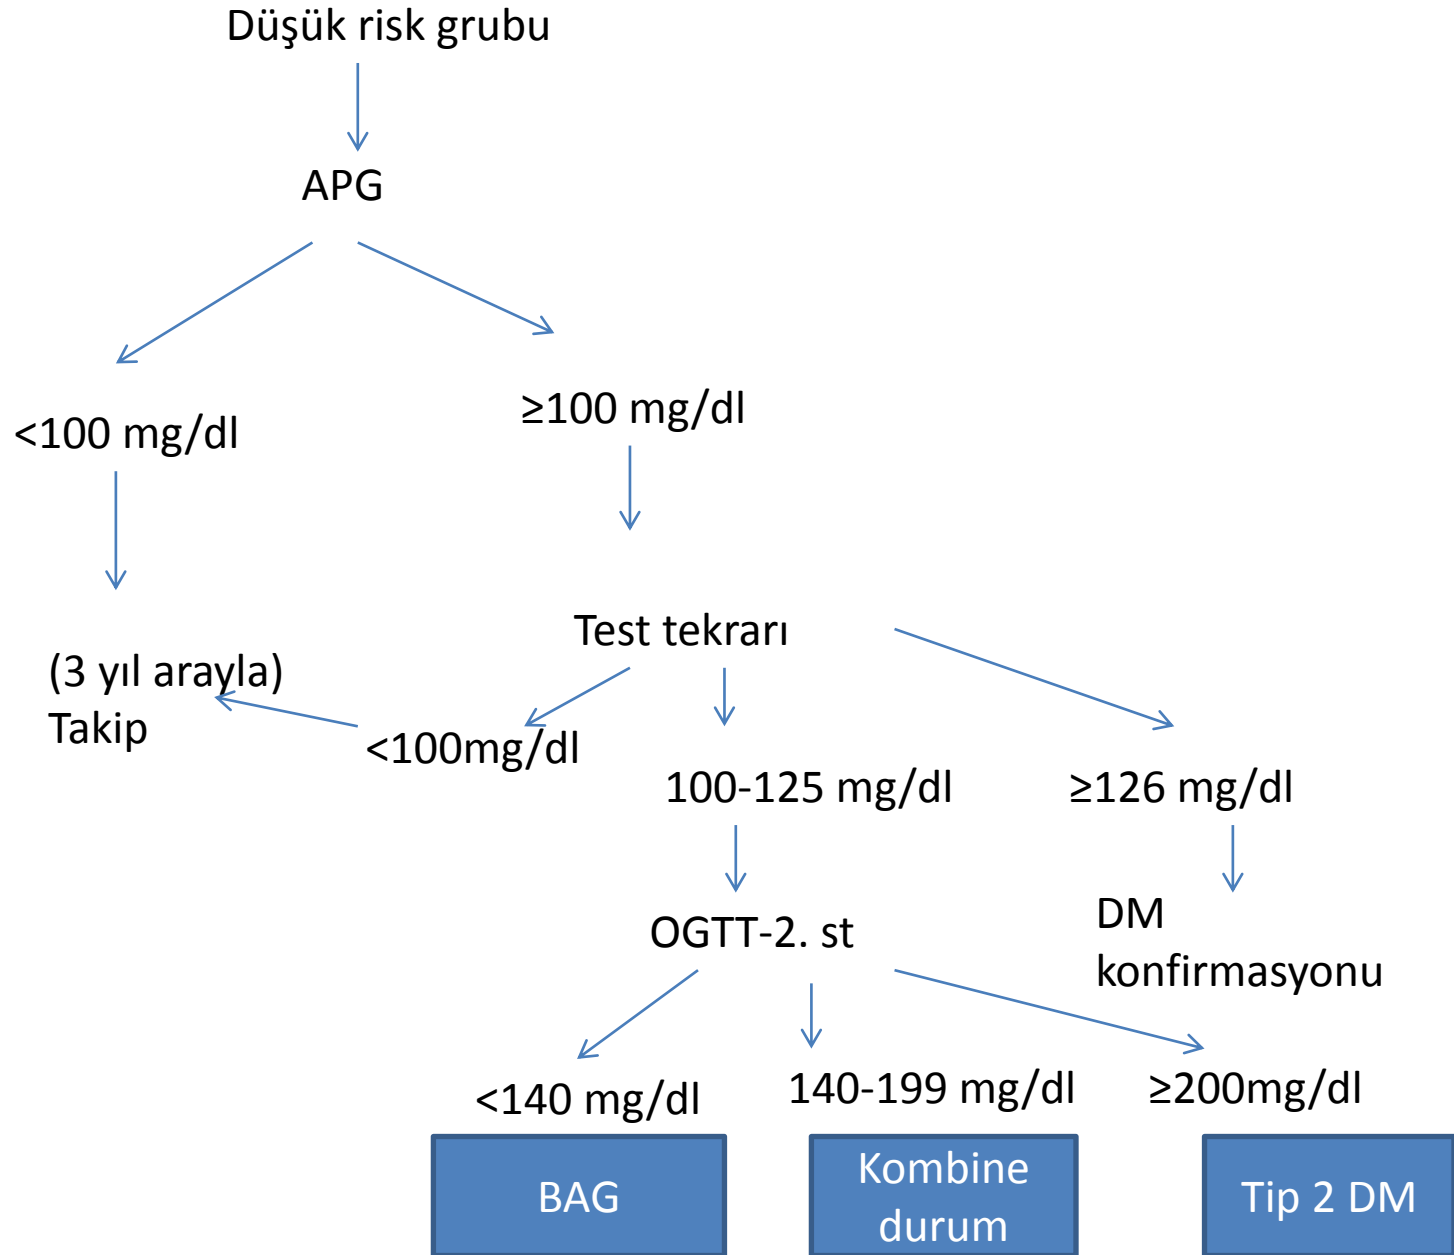 Düşük risk grubu
APG
<100 mg/dl
≥100 mg/dl
Test tekrarı
(3 yıl arayla)
Takip
<100mg/dl
100-125 mg/dl
≥126 mg/dl
OGTT-2. st
DM
konfirmasyonu
<140 mg/dl
140-199 mg/dl
≥200mg/dl
BAG
Kombine
durum
Tip 2 DM